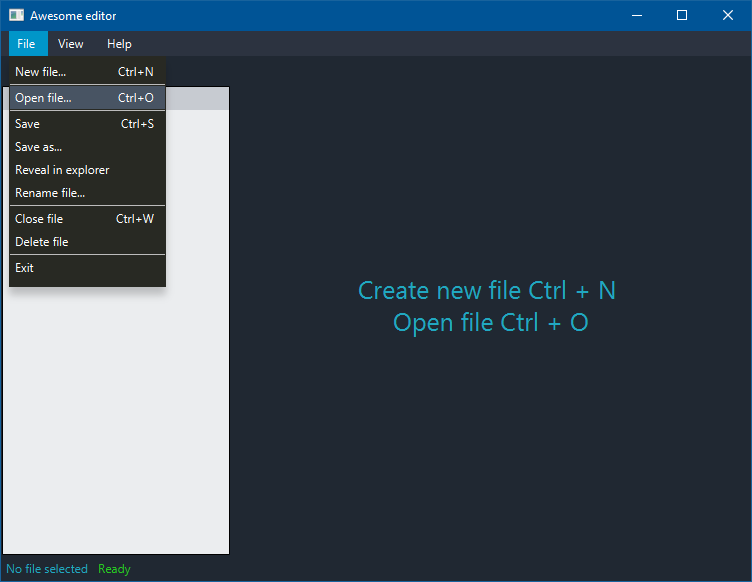 Awesome editor
File View Help
New file... Ctrl+N
Open file... Ctrl+O
Save Ctrl+S
Save as...
Reveal in explorer
Rename file...
Close file Ctrl+W
Delete file
Exit
Create new file Ctrl + N
Open file Ctrl + O
No file selected Ready